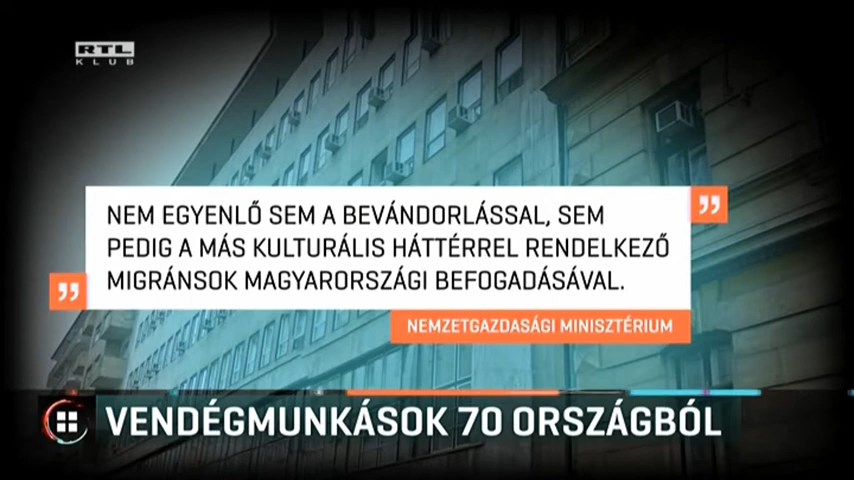 RTL
KLUB
NEM EGYENLŐ SEM A BEVÁNDORLÁSSAL, SEM
PEDIG A MÁS KULTURÁLIS HÁTTÉRREL RENDELKEZŐ
MIGRÁNSOK MAGYARORSZÁGI BEFOGADÁSÁVAL.
NEMZETGAZDASÁGI MINISZTÉRIUM
VENDÉGMUNKÁSOK 70 ORSZÁGBÓL